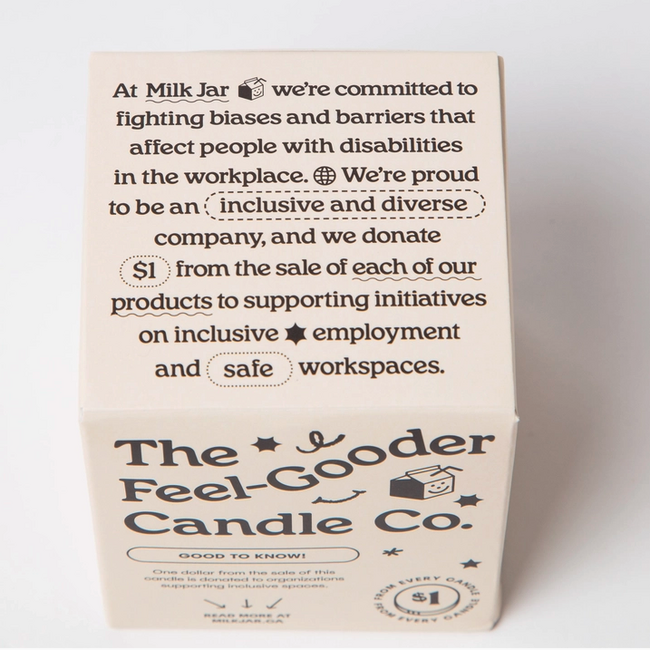 At Milk Jar we're committed to
fighting biases and barriers that
affect people with disabilities
in the workplace. We're proud
to be an inclusive and diverse
company, and we donate
$1 from the sale of each of our
products to supporting initiatives
on inclusive employment
and safe workspaces.
The
Feel-Gooder
Candle Co.
GOOD TO KNOW!
One dollar from the sale of this
candle is donated to organizations
supporting inclusive spaces.
READ MORE AT
MILKJAR.CA
FROM EVERY CANDLE
$1
FROM EVERY CANDLE